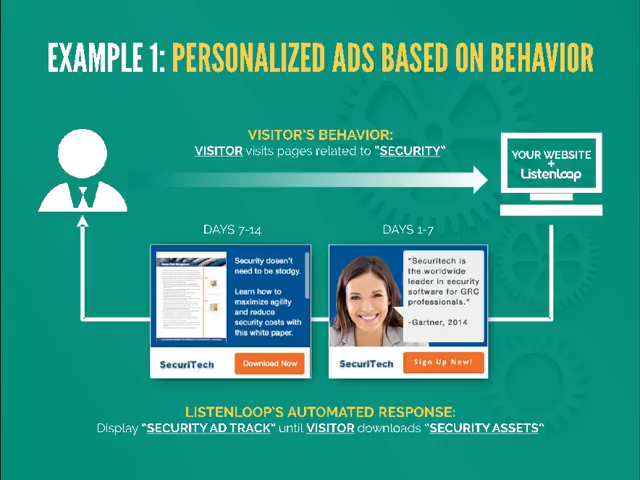 EXAMPLE 1: PERSONALIZED ADS BASED ON BEHAVIOR
VISITOR'S BEHAVIOR:
VISITOR visits pages related to "SECURITY"
YOUR WEBSITE
+
Listenloop
DAYS 7-14
DAYS 1-7
Security doesn't
need to be stodgy.
Learn how to
maximize agility
and reduce
security costs with
this white paper.
SecuriTech
Download Now
"Securitech is
the worldwide
leader in security
software for GRC
professionals."
-Gartner, 2014
SecuriTech
Sign Up Now!
LISTENLOOP'S AUTOMATED RESPONSE:
Display "SECURITY AD TRACK" until VISITOR downloads "SECURITY ASSETS"